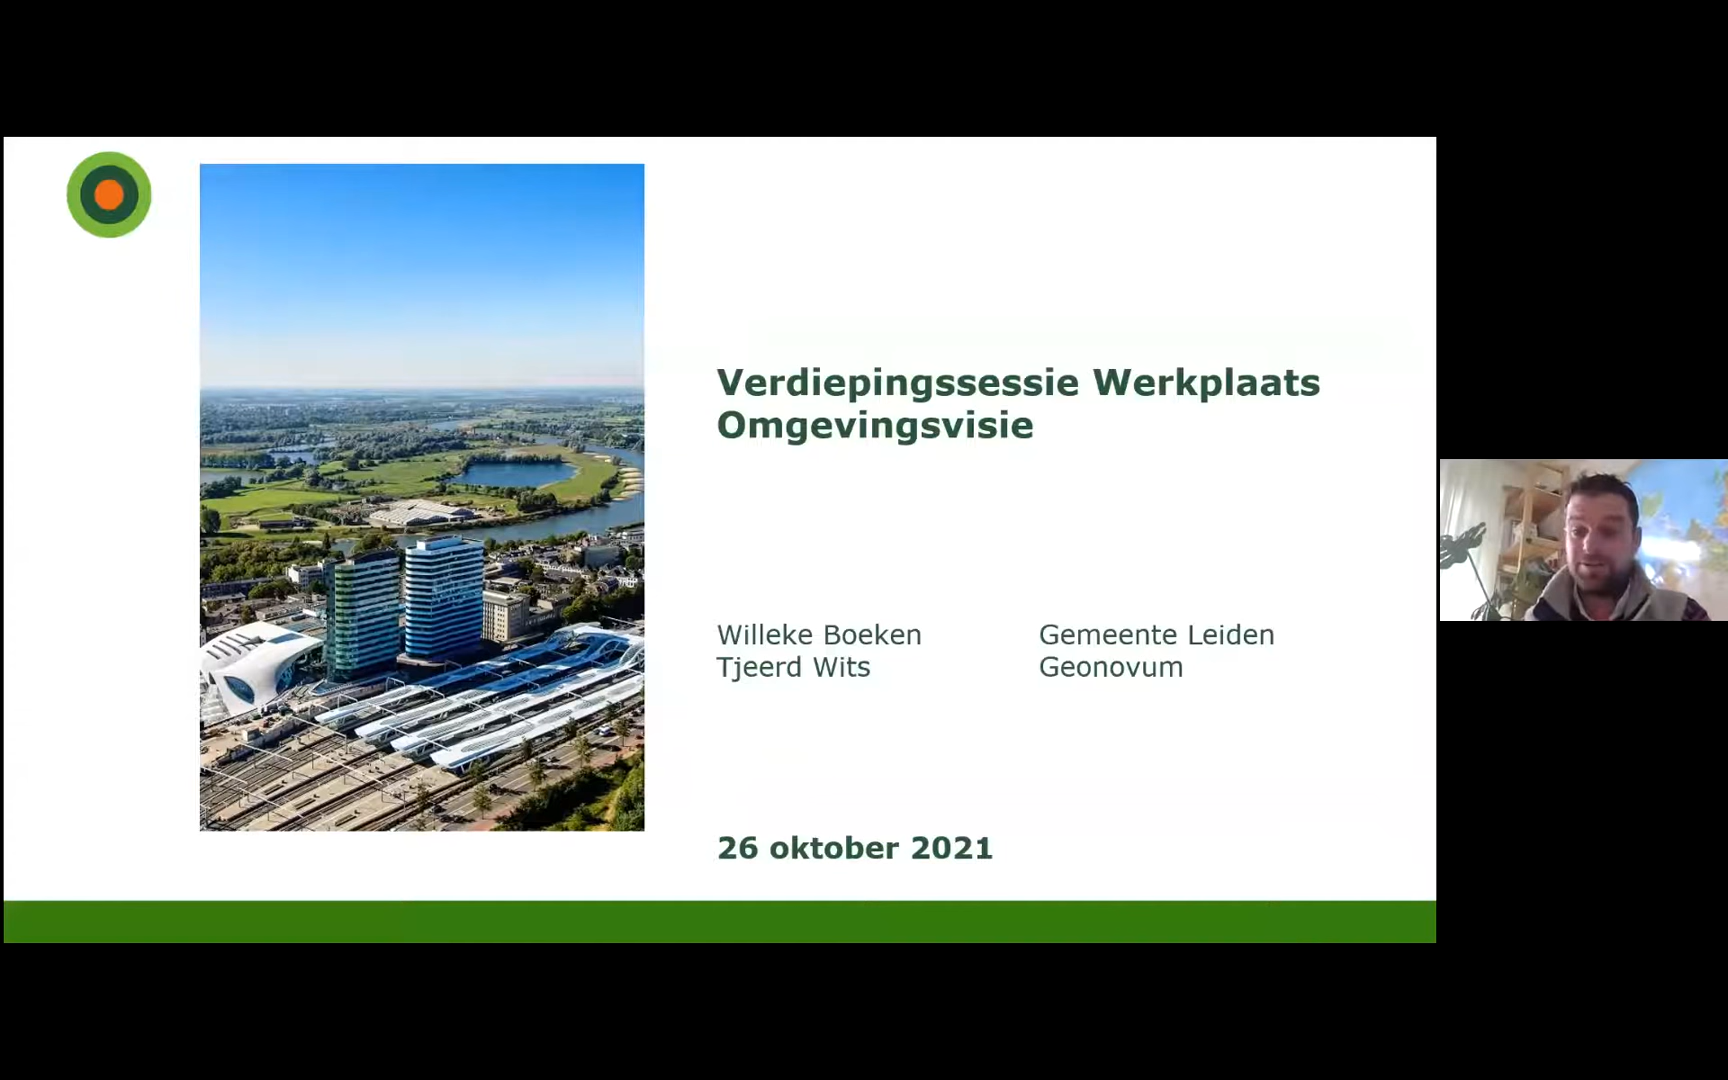 Verdiepingssessie Werkplaats
Omgevingsvisie
Willeke Boeken Gemeente Leiden
Tjeerd Wits Geonovum
26 oktober 2021